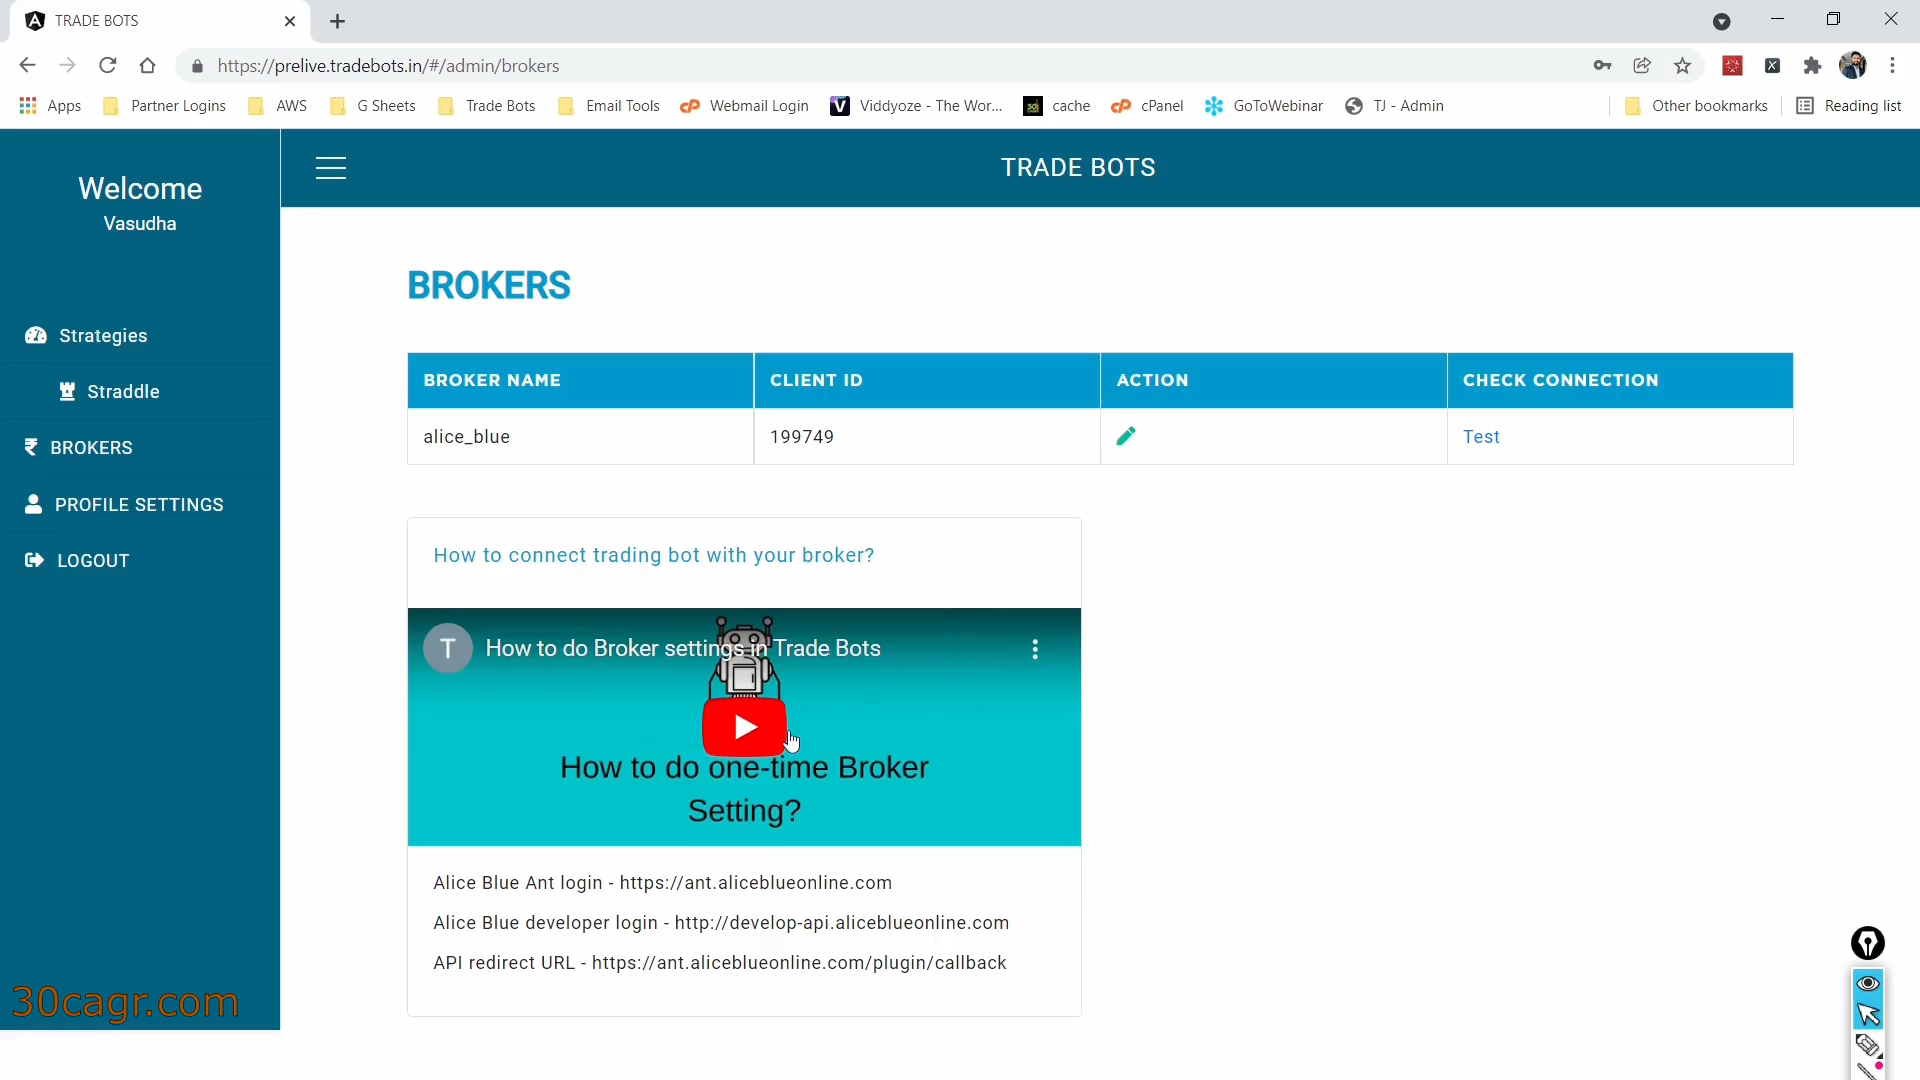 TRADE BOTS
https://prelive.tradebots.in/#/admin/brokers
Apps Partner Logins AWS G Sheets Trade Bots Email Tools Webmail Login Viddyoze - The Wor... cache cPanel GoToWebinar TJ - Admin Other bookmarks Reading list
Welcome
Vasudha
TRADE BOTS
Strategies
Straddle
BROKERS
PROFILE SETTINGS
LOGOUT
BROKERS
BROKER NAME CLIENT ID ACTION CHECK CONNECTION
alice_blue 199749 Test
How to connect trading bot with your broker?
T How to do Broker settings in Trade Bots
How to do one-time Broker
Setting?
Alice Blue Ant login - https://ant.aliceblueonline.com
Alice Blue developer login - http://develop-api.aliceblueonline.com
API redirect URL - https://ant.aliceblueonline.com/plugin/callback
30cagr.com